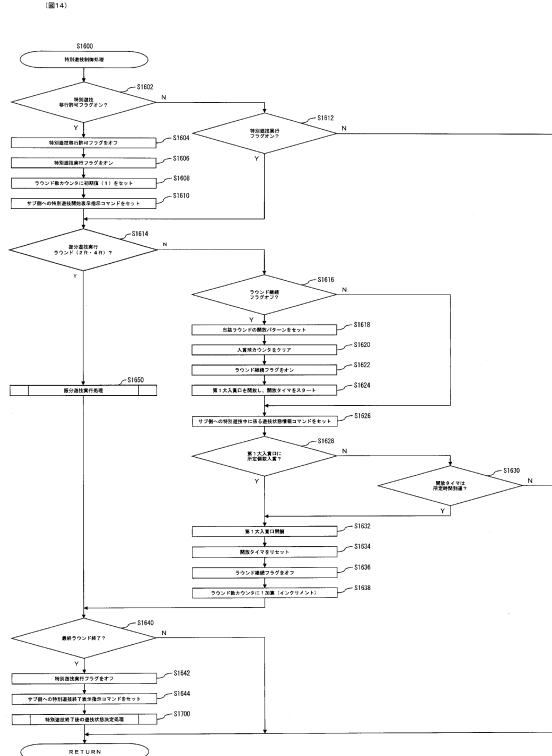 (図14)
S1600
特別遊技制御処理
S1602
特別遊技
移行許可フラグオン？
N
Y
S1612
特別遊技実行
フラグオン？
N
Y
特別遊技移行許可フラグをオフ
S1604
特別遊技実行フラグをオン
S1606
ラウンド数カウンタに初期値（1）をセット
S1608
サブ側への特別遊技開始表示指示コマンドをセット
S1610
S1614
振分遊技実行
ラウンド（2R・4R）？
N
Y
S1616
ラウンド継続
フラグオフ？
N
Y
当該ラウンドの開放パターンをセット
S1618
入賞球カウンタをクリア
S1620
ラウンド継続フラグをオン
S1622
第1大入賞口を開放し、開放タイマをスタート
S1624
S1650
振分遊技実行処理
サブ側への特別遊技中に係る遊技状態情報コマンドをセット
S1626
S1628
第1大入賞口に
所定個数入賞？
N
Y
S1630
開放タイマは
所定時間到達？
N
Y
第1大入賞口閉鎖
S1632
開放タイマをリセット
S1634
ラウンド継続フラグをオフ
S1636
ラウンド数カウンタに1加算（インクリメント）
S1638
S1640
最終ラウンド終了？
N
Y
特別遊技実行フラグをオフ
S1642
サブ側への特別遊技終了表示指示コマンドをセット
S1644
特別遊技終了後の遊技状態決定処理
S1700
RETURN